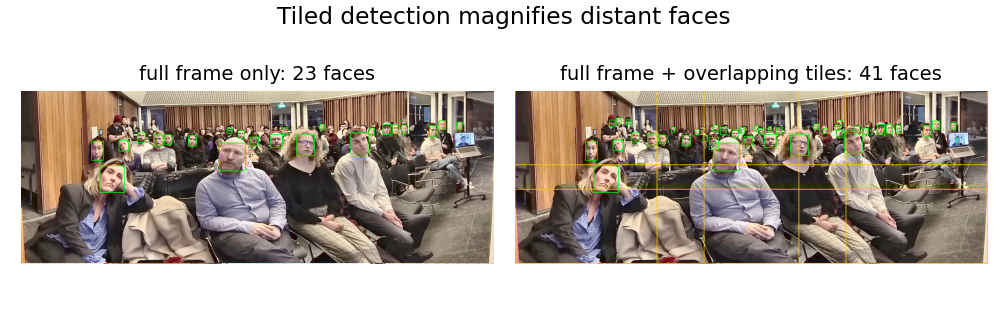 Tiled detection magnifies distant faces
full frame only: 23 faces
full frame + overlapping tiles: 41 faces